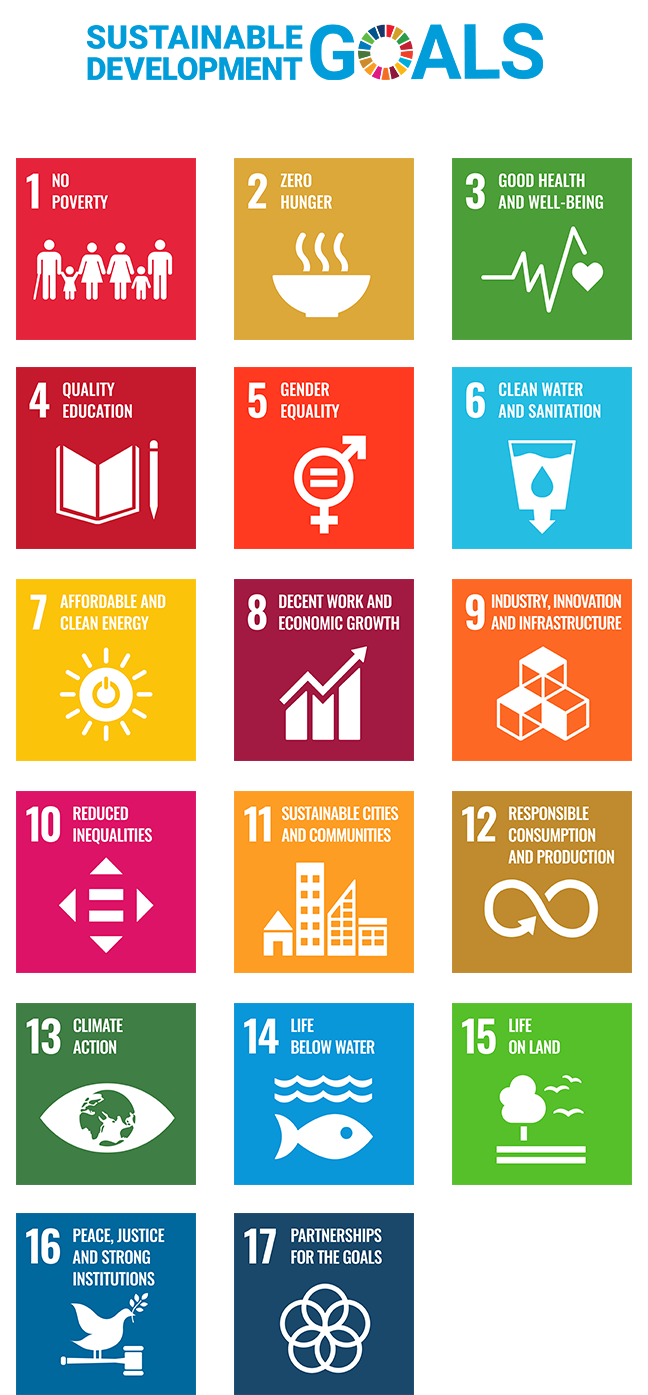 SUSTAINABLE
DEVELOPMENT
GOALS
1 NO
POVERTY
2 ZERO
HUNGER
3 GOOD HEALTH
AND WELL-BEING
4 QUALITY
EDUCATION
5 GENDER
EQUALITY
6 CLEAN WATER
AND SANITATION
7 AFFORDABLE AND
CLEAN ENERGY
8 DECENT WORK AND
ECONOMIC GROWTH
9 INDUSTRY, INNOVATION
AND INFRASTRUCTURE
10 REDUCED
INEQUALITIES
11 SUSTAINABLE CITIES
AND COMMUNITIES
12 RESPONSIBLE
CONSUMPTION
AND PRODUCTION
13 CLIMATE
ACTION
14 LIFE
BELOW WATER
15 LIFE
ON LAND
16 PEACE, JUSTICE
AND STRONG
INSTITUTIONS
17 PARTNERSHIPS
FOR THE GOALS